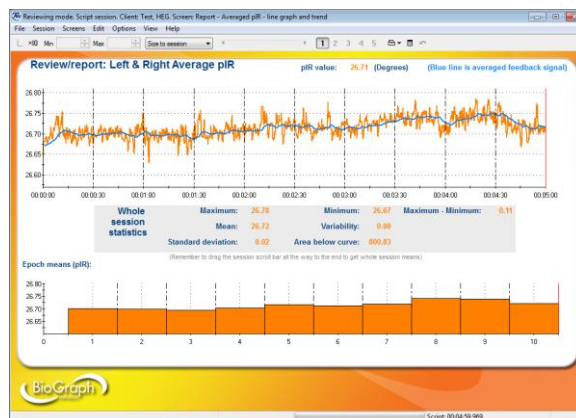 Reviewing mode. Script session. Client: Test, HEG. Screen: Report - Averaged pIR - line graph and trend
File Session Screens Edit Options View Help
Min Max Size to session 1 2 3 4 5
Review/report: Left & Right Average pIR pIR value: 26.71 (Degrees) (Blue line is averaged feedback signal)
26.80
26.75
26.70
26.65
26.60
00:00:00 00:00:30 00:01:00 00:01:30 00:02:00 00:02:30 00:03:00 00:03:30 00:04:00 00:04:30 00:05:00
Whole session statistics
Maximum: 26.78 Minimum: 26.67 Maximum - Minimum: 0.11
Mean: 26.72 Variability: 0.00
Standard deviation: 0.02 Area below curve: 800.83
(Remember to drag the session scroll bar all the way to the end to get whole session means)
Epoch means (pIR):
26.80
26.75
26.70
26.65
0 1 2 3 4 5 6 7 8 9 10
BioGraph
Script: 00:04:59.969